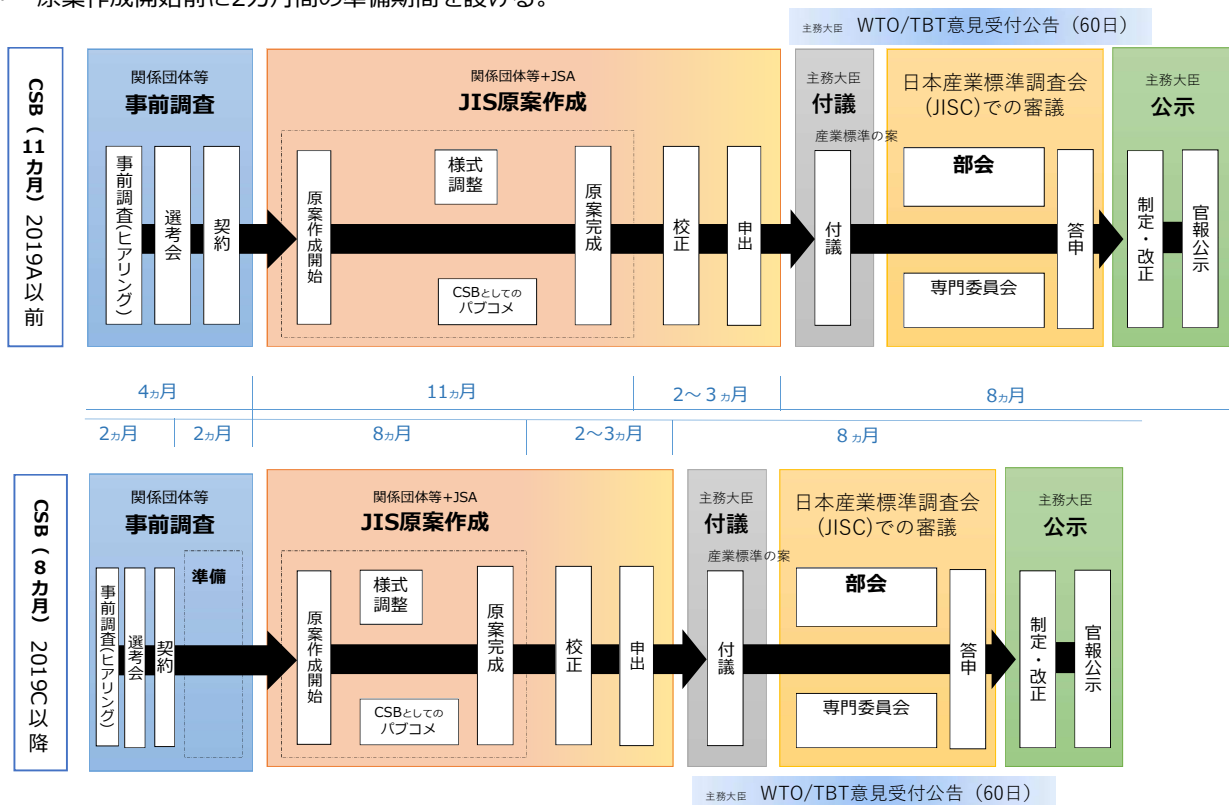 原案作成開始前に2カ月間の準備期間を設ける。
主務大臣 WTO/TBT意見受付公告（60日）
CSB（11カ月）2019A以前
関係団体等
事前調査
事前調査(ヒアリング)
選考会
契約
関係団体等+JSA
JIS原案作成
原案作成開始
様式
調整
CSBとしての
パブコメ
原案完成
校正
申出
主務大臣
付議
産業標準の案
付議
日本産業標準調査会
(JISC)での審議
部会
専門委員会
答申
主務大臣
公示
制定・改正
官報公示
4ヵ月
11ヵ月
2～３ヵ月
8ヵ月
2ヵ月
2ヵ月
8ヵ月
2～3ヵ月
８ヵ月
CSB（8カ月）2019C以降
関係団体等
事前調査
事前調査(ヒアリング)
選考会
契約
準備
関係団体等+JSA
JIS原案作成
原案作成開始
様式
調整
CSBとしての
パブコメ
原案完成
校正
申出
主務大臣
付議
産業標準の案
付議
日本産業標準調査会
(JISC)での審議
部会
専門委員会
答申
主務大臣
公示
制定・改正
官報公示
主務大臣 WTO/TBT意見受付公告（60日）